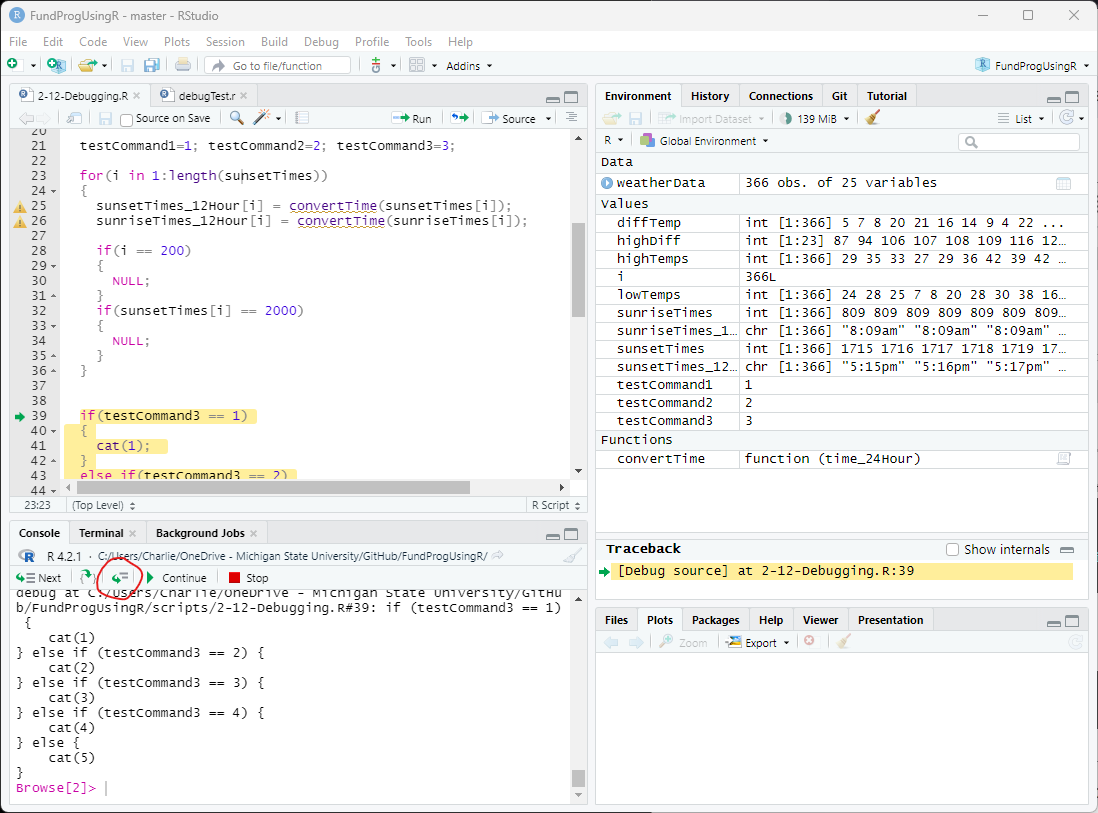 FundProgUsingR - master - RStudio
File Edit Code View Plots Session Build Debug Profile Tools Help
Go to file/function Addins FundProgUsingR
2-12-Debugging.R debugTest.r
Source on Save Run Source
20
21 testCommand1=1; testCommand2=2; testCommand3=3;
22
23 for(i in 1:length(sunsetTimes))
24 {
25 sunsetTimes_12Hour[i] = convertTime(sunsetTimes[i]);
26 sunriseTimes_12Hour[i] = convertTime(sunriseTimes[i]);
27
28 if(i == 200)
29 {
30 NULL;
31 }
32 if(sunsetTimes[i] == 2000)
33 {
34 NULL;
35 }
36 }
37
38
39 if(testCommand3 == 1)
40 {
41 cat(1);
42 }
43 else if(testCommand3 == 2)
44
23:23 (Top Level) R Script
Console Terminal Background Jobs
R 4.2.1 · C:/Users/Charlie/OneDrive - Michigan State University/GitHub/FundProgUsingR/
Next Continue Stop
debug at C:/Users/Charlie/OneDrive - Michigan State University/GitHu
b/FundProgUsingR/scripts/2-12-Debugging.R#39: if (testCommand3 == 1)
{
cat(1)
} else if (testCommand3 == 2) {
cat(2)
} else if (testCommand3 == 3) {
cat(3)
} else if (testCommand3 == 4) {
cat(4)
} else {
cat(5)
}
Browse[2]>
Environment History Connections Git Tutorial
Import Dataset 139 MiB List
R Global Environment
Data
weatherData 366 obs. of 25 variables
Values
diffTemp int [1:366] 5 7 8 20 21 16 14 9 4 22 ...
highDiff int [1:23] 87 94 106 107 108 109 116 12…
highTemps int [1:366] 29 35 33 27 29 36 42 39 42 …
i 366L
lowTemps int [1:366] 24 28 25 7 8 20 28 30 38 16…
sunriseTimes int [1:366] 809 809 809 809 809 809 809…
sunriseTimes_1… chr [1:366] "8:09am" "8:09am" "8:09am" …
sunsetTimes int [1:366] 1715 1716 1717 1718 1719 17…
sunsetTimes_12… chr [1:366] "5:15pm" "5:16pm" "5:17pm" …
testCommand1 1
testCommand2 2
testCommand3 3
Functions
convertTime function (time_24Hour)
Traceback Show internals
[Debug source] at 2-12-Debugging.R:39
Files Plots Packages Help Viewer Presentation
Zoom Export